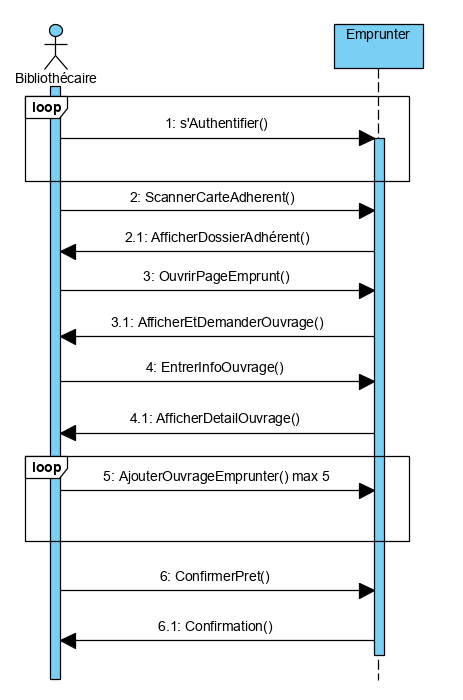 Emprunter
Bibliothécaire
loop
1: s'Authentifier()
2: ScannerCarteAdherent()
2.1: AfficherDossierAdhérent()
3: OuvrirPageEmprunt()
3.1: AfficherEtDemanderOuvrage()
4: EntrerInfoOuvrage()
4.1: AfficherDetailOuvrage()
loop
5: AjouterOuvrageEmprunter() max 5
6: ConfirmerPret()
6.1: Confirmation()